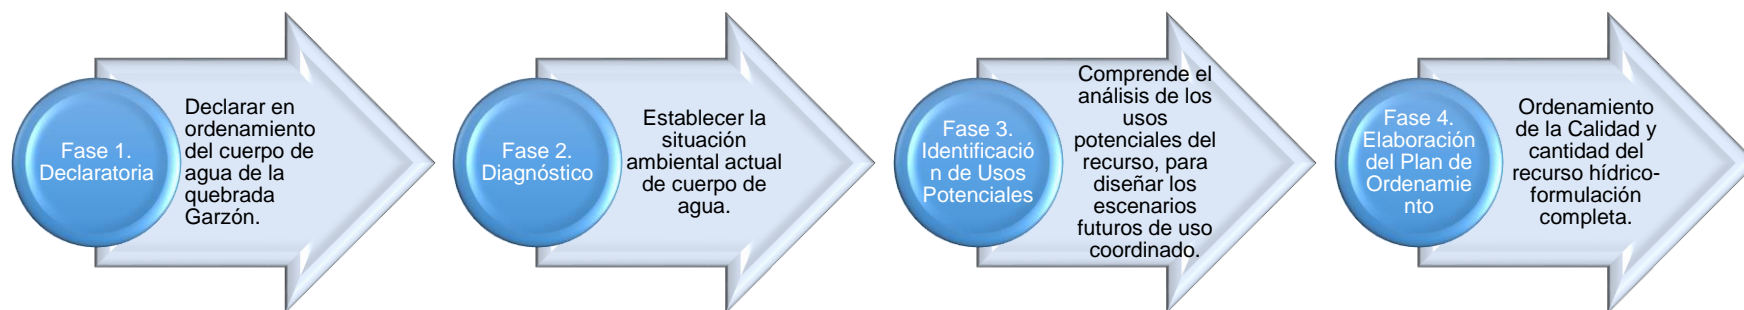 Fase 1.
Declaratoria
Declarar en
ordenamiento
del cuerpo de
agua de la
quebrada
Garzón.
Fase 2.
Diagnóstico
Establecer la
situación
ambiental actual
de cuerpo de
agua.
Fase 3.
Identificació
n de Usos
Potenciales
Comprende el
análisis de los
usos
potenciales del
recurso, para
diseñar los
escenarios
futuros de uso
coordinado.
Fase 4.
Elaboración
del Plan de
Ordenamie
nto
Ordenamiento
de la Calidad y
cantidad del
recurso hídrico-
formulación
completa.